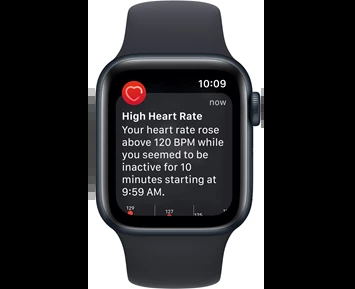 10:09
now
High Heart Rate
Your heart rate rose
above 120 BPM while
you seemed to be
inactive for 10
minutes starting at
9:59 AM.
129
127
125